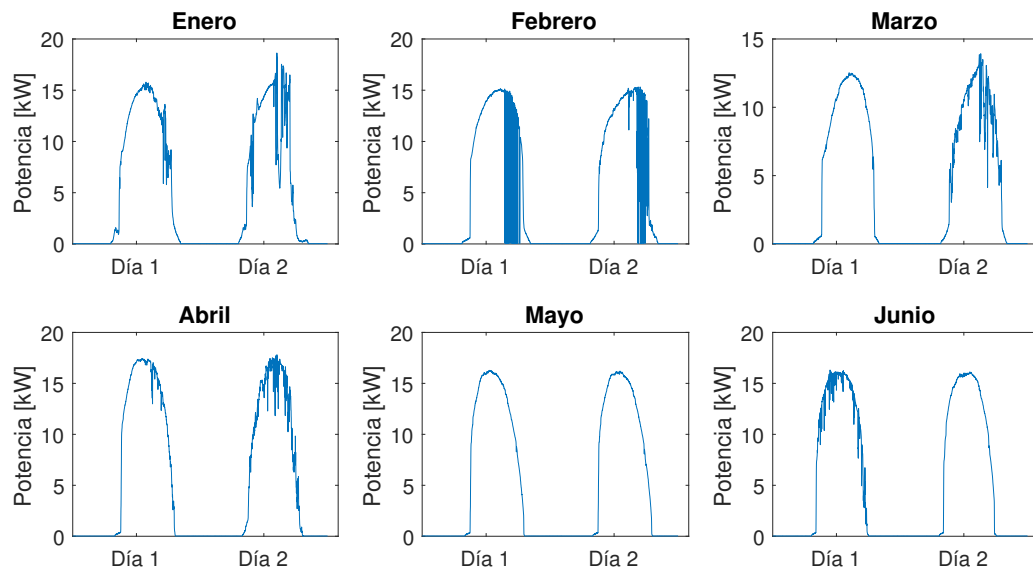 Enero
Potencia [kW]
20
15
10
5
0
Día 1
Día 2
Febrero
Potencia [kW]
20
15
10
5
0
Día 1
Día 2
Marzo
Potencia [kW]
15
10
5
0
Día 1
Día 2
Abril
Potencia [kW]
20
15
10
5
0
Día 1
Día 2
Mayo
Potencia [kW]
20
15
10
5
0
Día 1
Día 2
Junio
Potencia [kW]
20
15
10
5
0
Día 1
Día 2